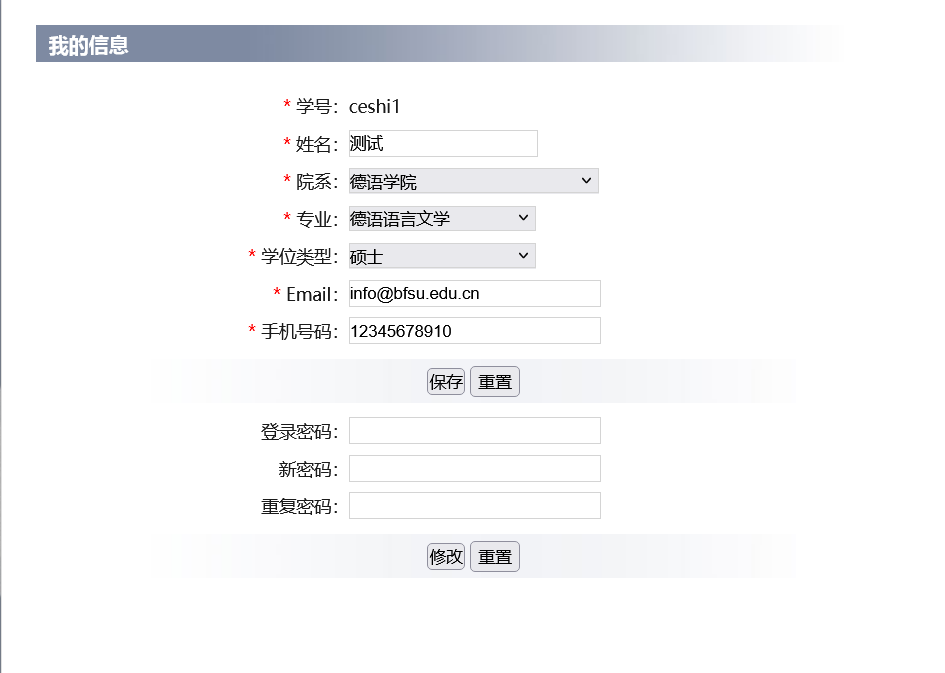 我的信息
* 学号：ceshi1
* 姓名：测试
* 院系：德语学院
* 专业：德语语言文学
* 学位类型：硕士
* Email：info@bfsu.edu.cn
* 手机号码：12345678910
保存 重置
登录密码：
新密码：
重复密码：
修改 重置